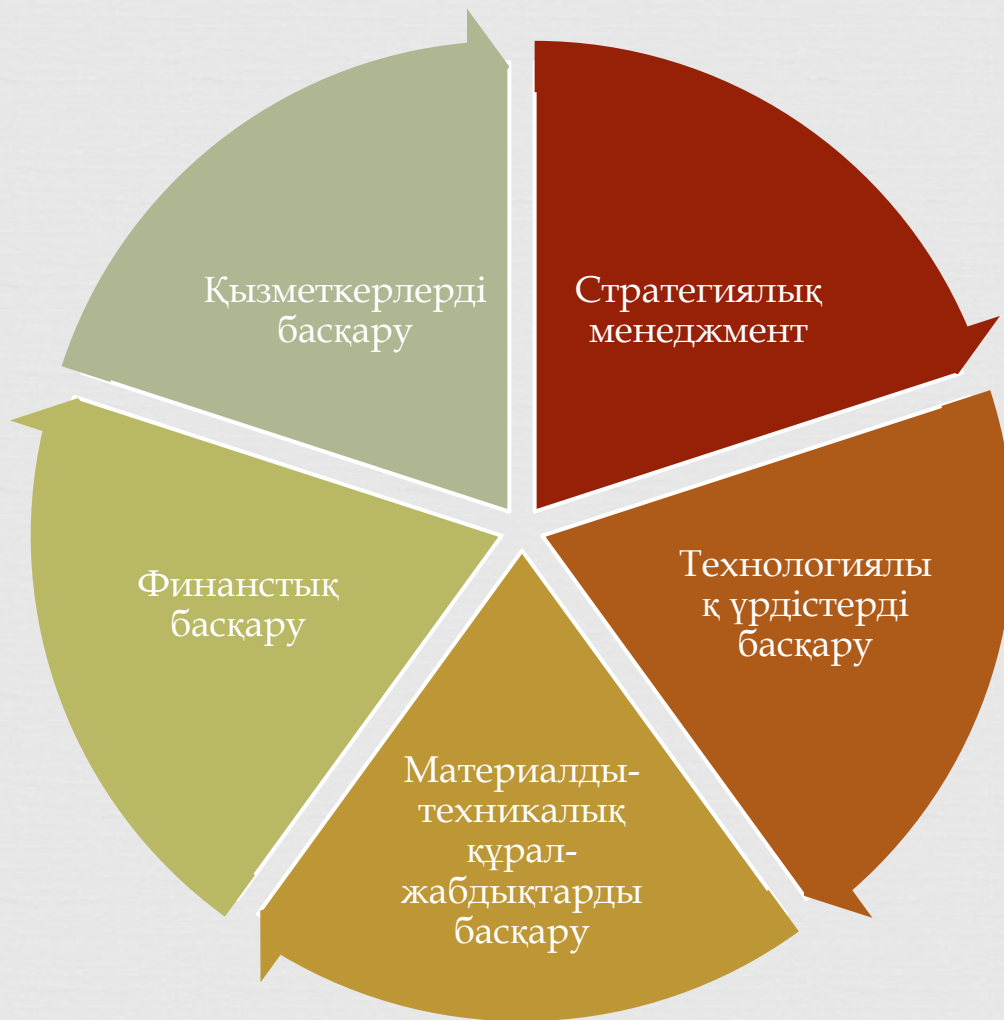 Стратегиялық
менеджмент
Технологиялы
қ үрдістерді
басқару
Материалды-
техникалық
құрал-
жабдықтарды
басқару
Финанстық
басқару
Қызметкерлерді
басқару